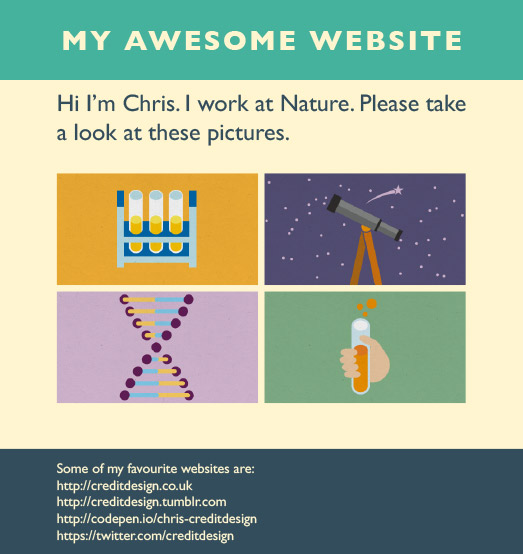 MY AWESOME WEBSITE
Hi I'm Chris. I work at Nature. Please take
a look at these pictures.
Some of my favourite websites are:
http://creditdesign.co.uk
http://creditdesign.tumblr.com
http://codepen.io/chris-creditdesign
https://twitter.com/creditdesign